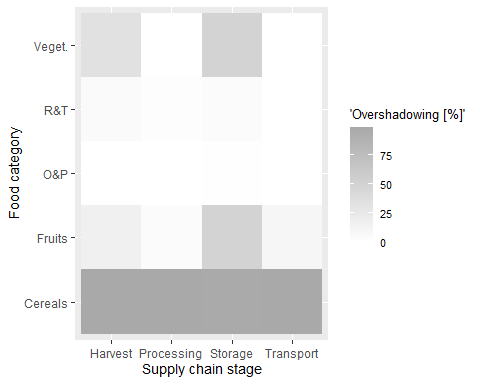 Veget.
R&T
O&P
Fruits
Cereals
Food category
Harvest Processing Storage Transport
Supply chain stage
'Overshadowing [%]'
75
50
25
0